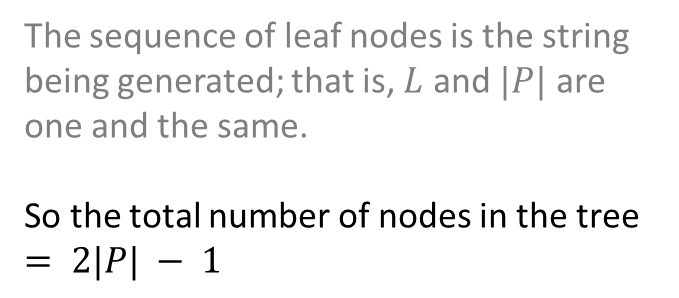 The sequence of leaf nodes is the string
being generated; that is, L and |P| are
one and the same.
So the total number of nodes in the tree
= 2|P| − 1